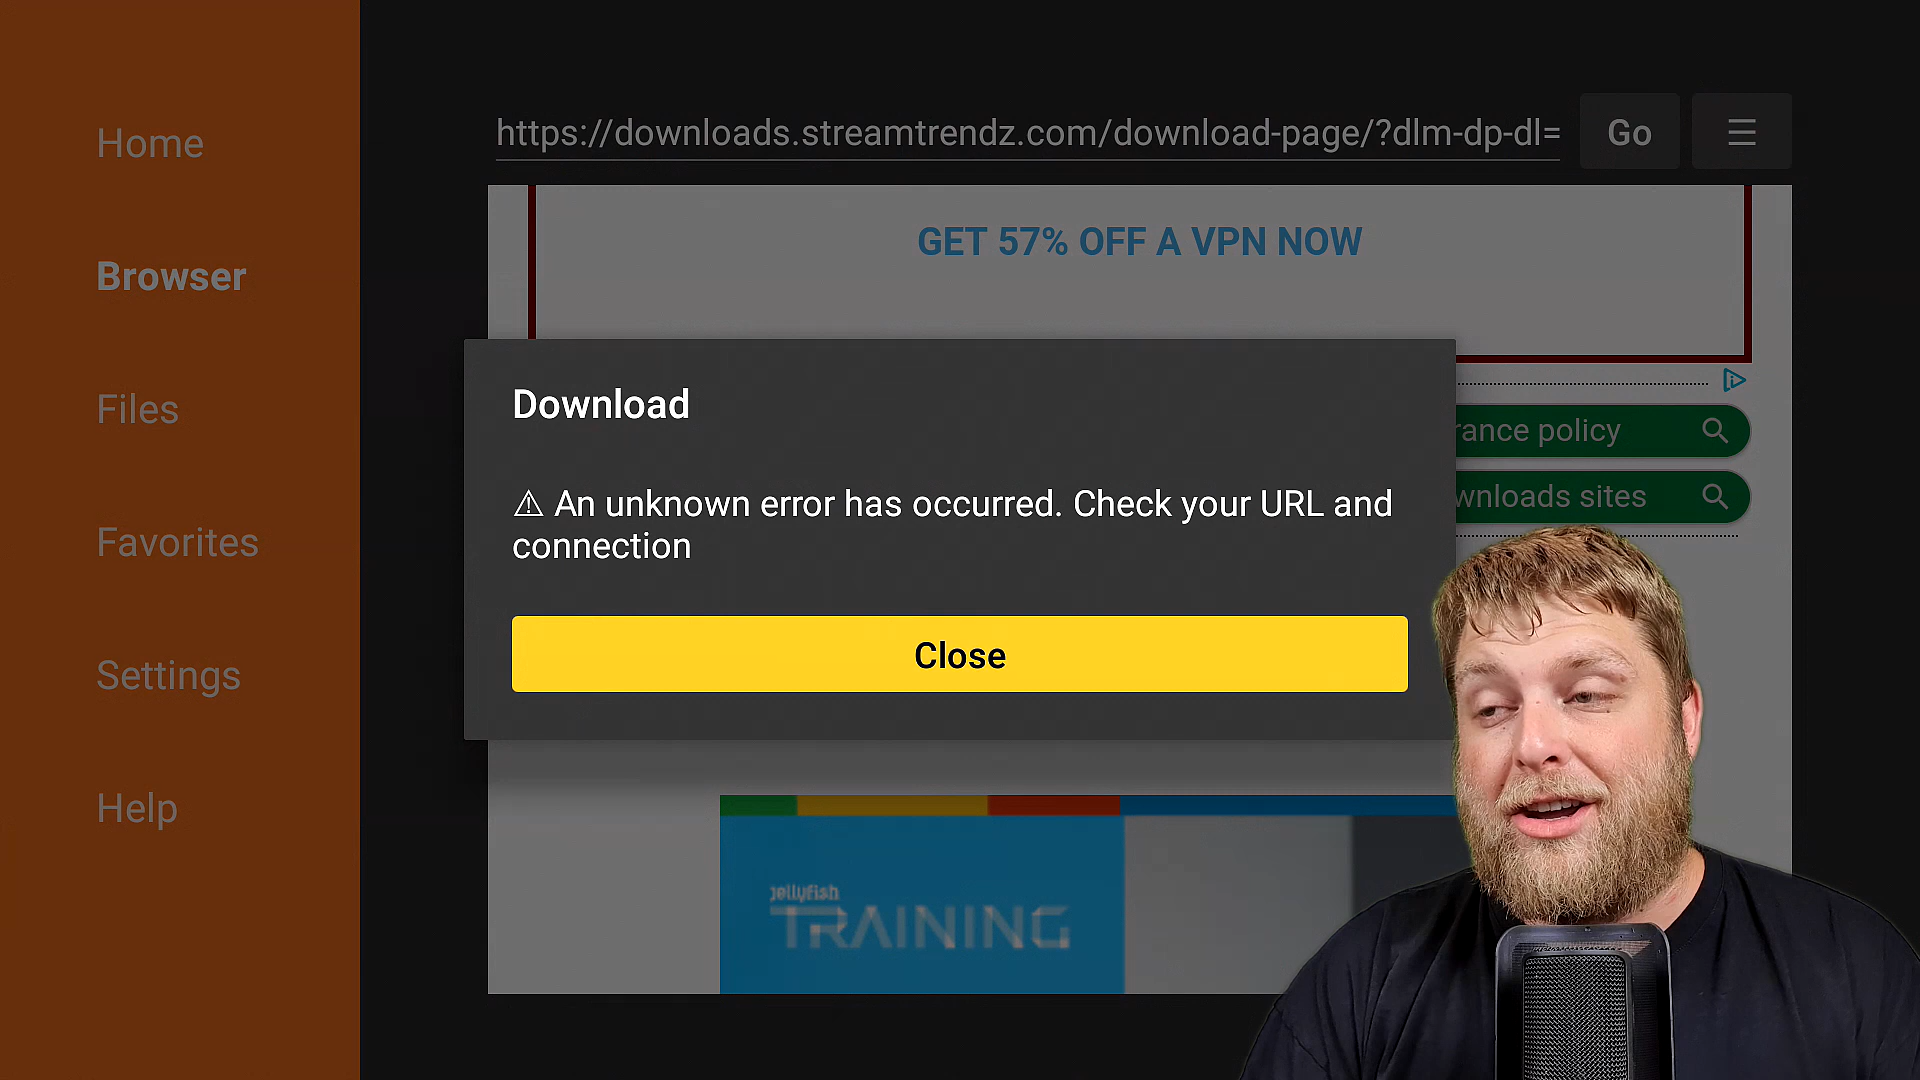 Home
Browser
Files
Favorites
Settings
Help
https://downloads.streamtrendz.com/download-page/?dlm-dp-dl=
Go
GET 57% OFF A VPN NOW
rance policy
wnloads sites
Download
⚠ An unknown error has occurred. Check your URL and
connection
Close
jellyfish
TRAINING